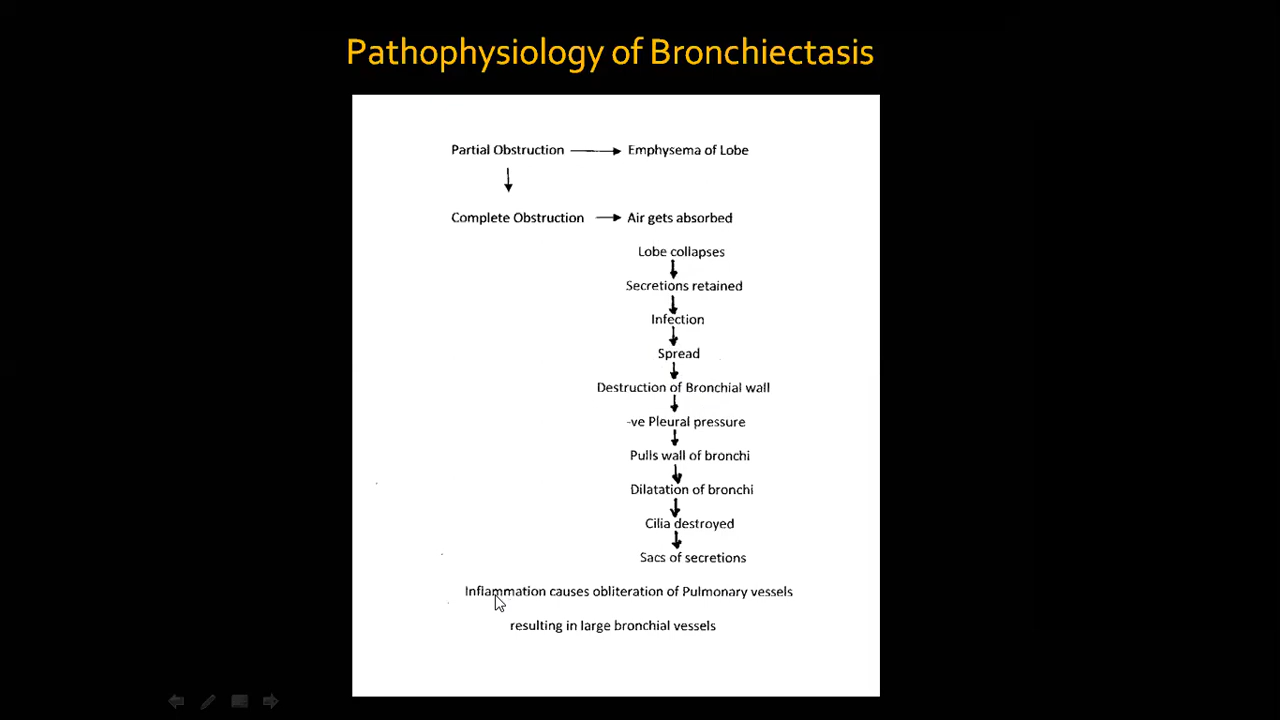 Pathophysiology of Bronchiectasis
Partial Obstruction → Emphysema of Lobe
Complete Obstruction → Air gets absorbed
Lobe collapses
Secretions retained
Infection
Spread
Destruction of Bronchial wall
-ve Pleural pressure
Pulls wall of bronchi
Dilatation of bronchi
Cilia destroyed
Sacs of secretions
Inflammation causes obliteration of Pulmonary vessels
resulting in large bronchial vessels